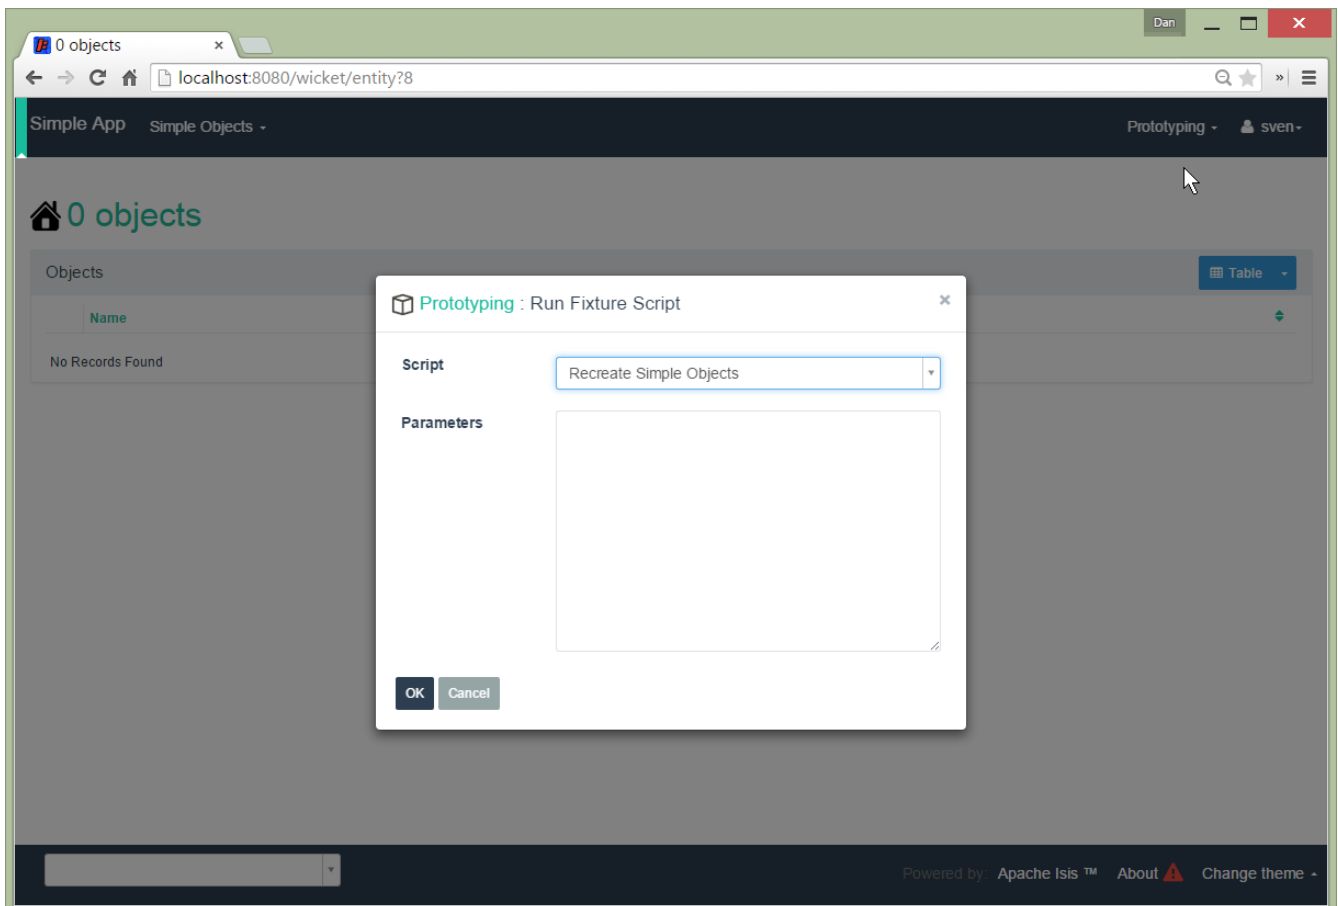 Dan
0 objects
localhost:8080/wicket/entity?8
Simple App Simple Objects Prototyping sven
0 objects
Objects Table
Prototyping : Run Fixture Script
Name
No Records Found
Script Recreate Simple Objects
Parameters
OK Cancel
Powered by: Apache Isis ™ About Change theme